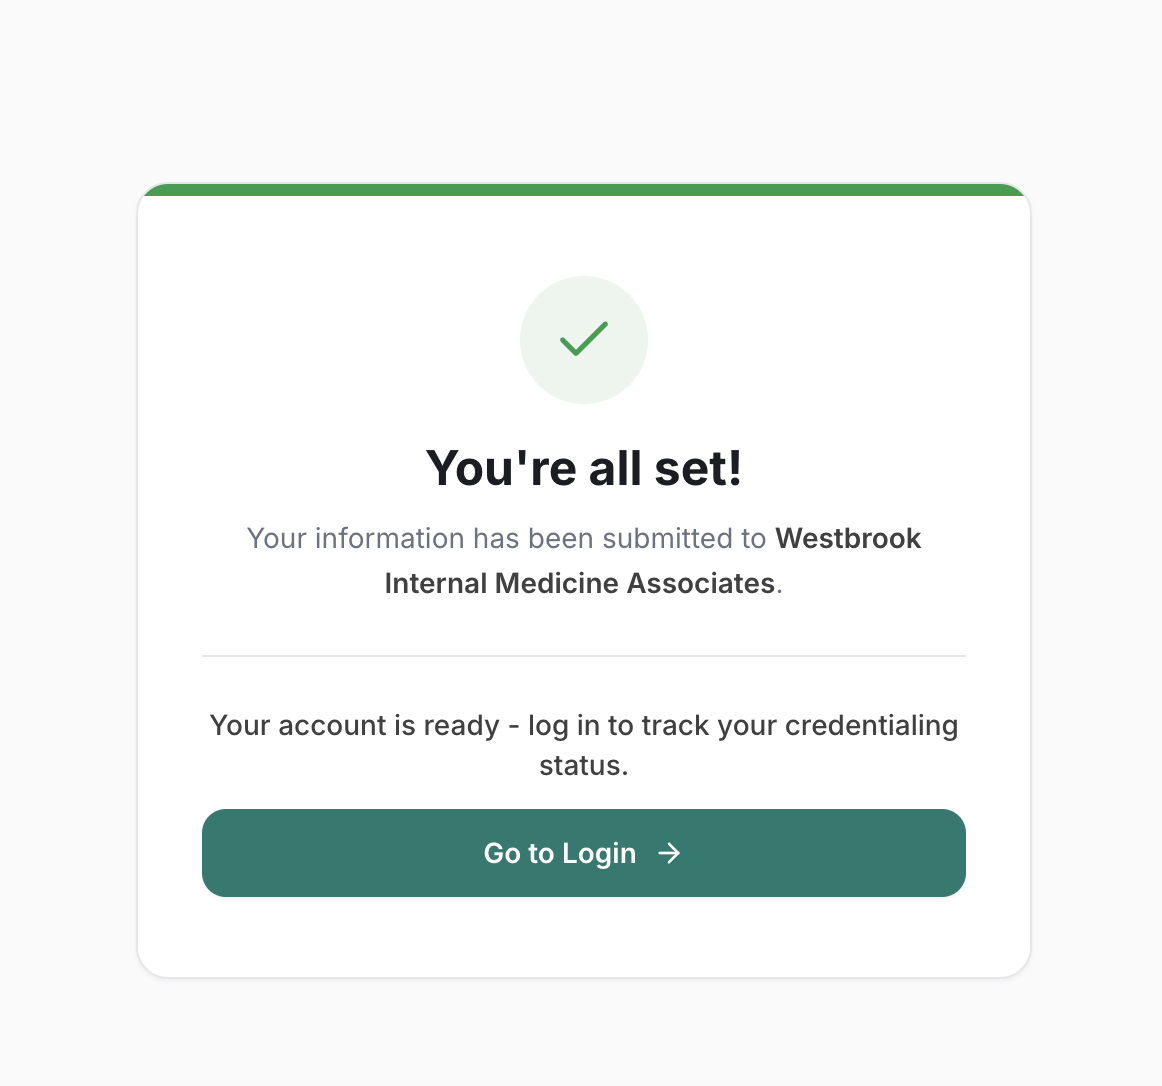 You're all set!
Your information has been submitted to Westbrook
Internal Medicine Associates.
Your account is ready - log in to track your credentialing
status.
Go to Login →